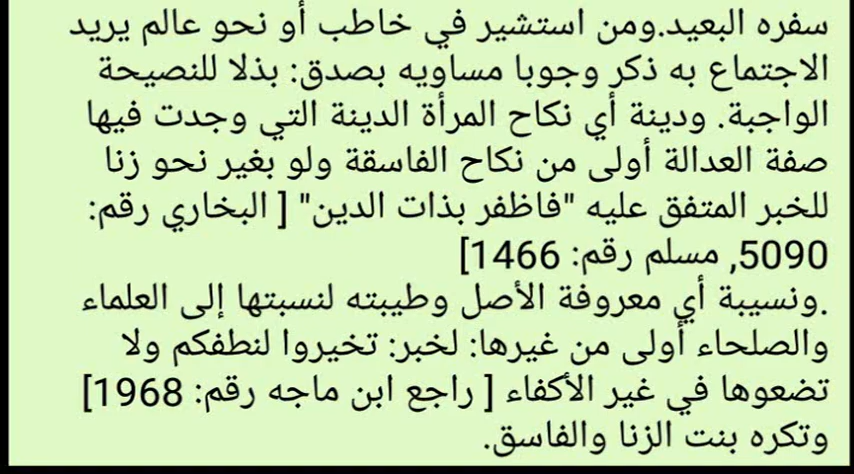 سفره البعيد.ومن استشير في خاطب أو نحو عالم يريد
الاجتماع به ذكر وجوبا مساويه بصدق: بذلا للنصيحة
الواجبة. ودينة أي نكاح المرأة الدينة التي وجدت فيها
صفة العدالة أولى من نكاح الفاسقة ولو بغير نحو زنا
للخبر المتفق عليه "فاظفر بذات الدين" [ البخاري رقم:
5090, مسلم رقم: 1466]
.ونسيبة أي معروفة الأصل وطيبته لنسبتها إلى العلماء
والصلحاء أولى من غيرها: لخبر: تخيروا لنطفكم ولا
تضعوها في غير الأكفاء [ راجع ابن ماجه رقم: 1968]
وتكره بنت الزنا والفاسق.